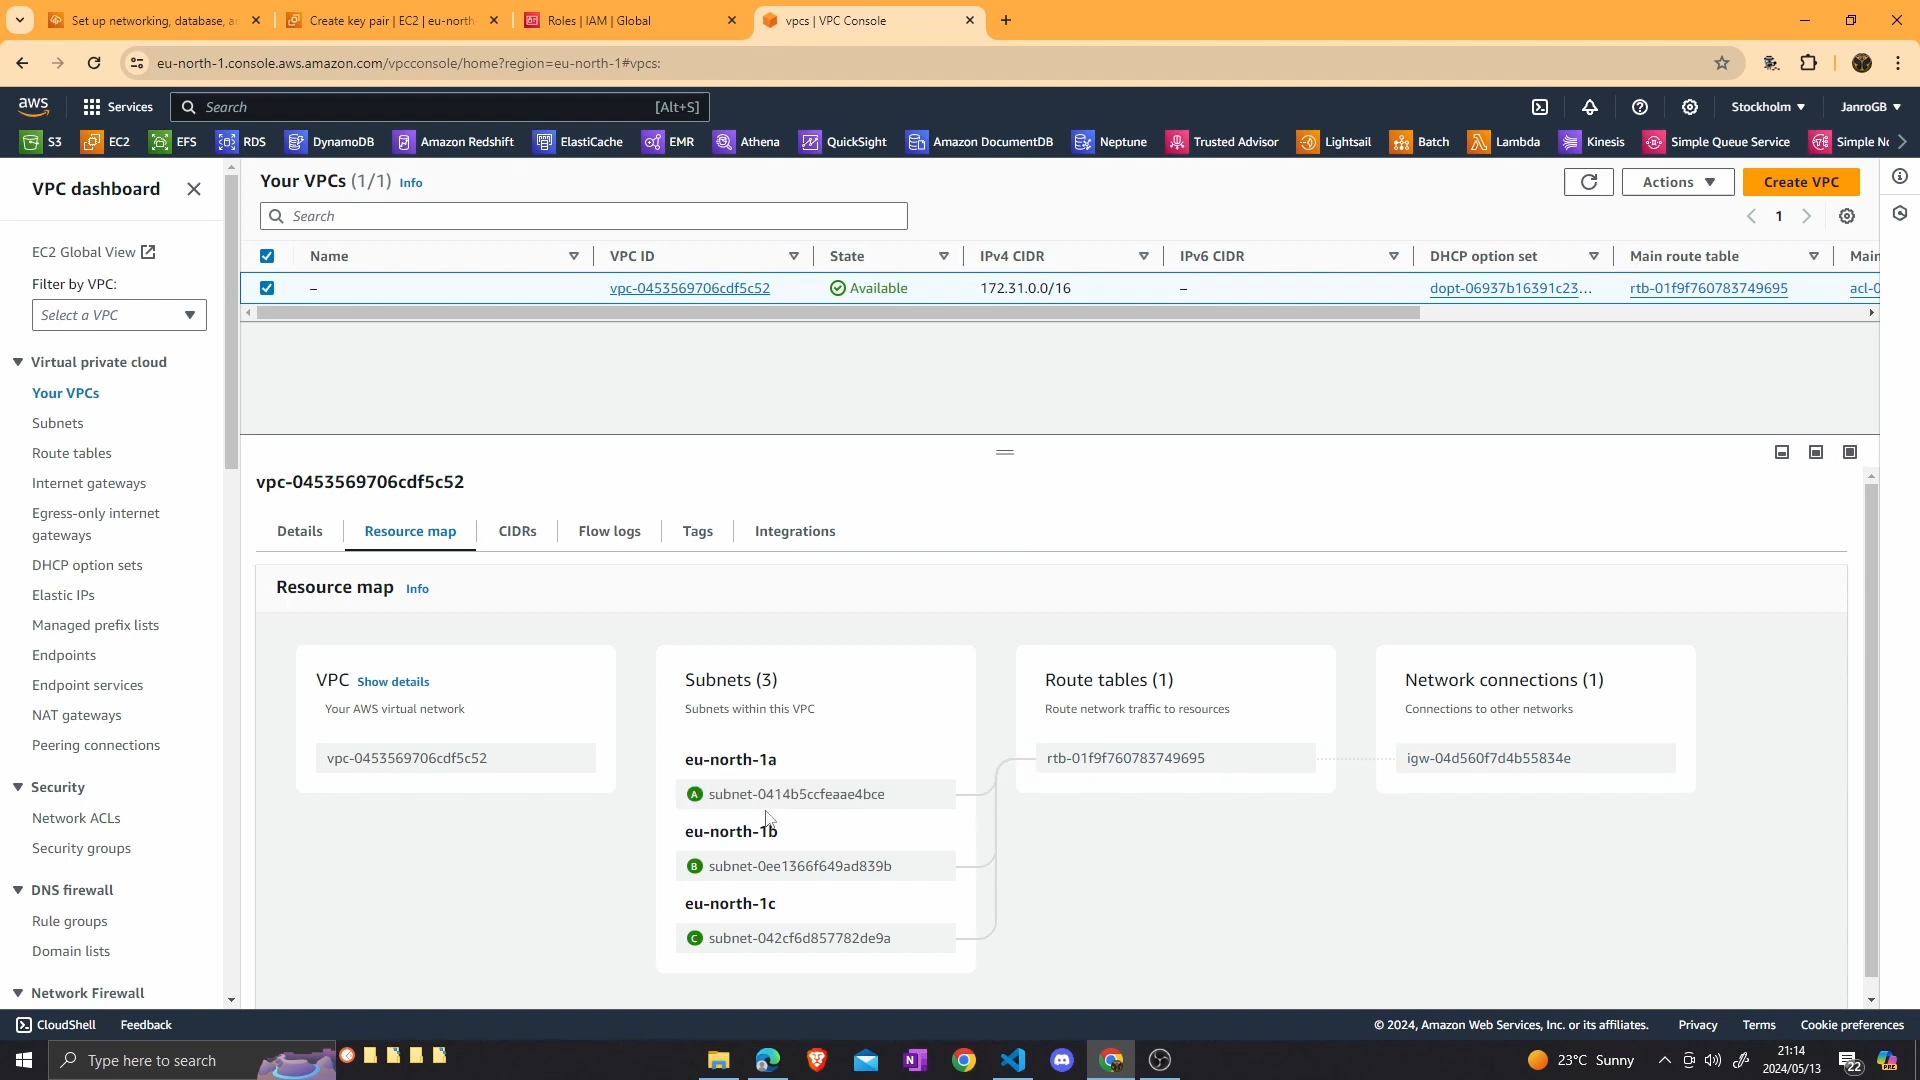 Set up networking, database, a
Create key pair | EC2 | eu-north-
Roles | IAM | Global
vpcs | VPC Console
eu-north-1.console.aws.amazon.com/vpcconsole/home?region=eu-north-1#vpcs:
aws
Services
Search
[Alt+S]
Stockholm
JanroGB
S3
EC2
EFS
RDS
DynamoDB
Amazon Redshift
ElastiCache
EMR
Athena
QuickSight
Amazon DocumentDB
Neptune
Trusted Advisor
Lightsail
Batch
Lambda
Kinesis
Simple Queue Service
Simple Nc
VPC dashboard
EC2 Global View
Filter by VPC:
Select a VPC
Virtual private cloud
Your VPCs
Subnets
Route tables
Internet gateways
Egress-only internet
gateways
DHCP option sets
Elastic IPs
Managed prefix lists
Endpoints
Endpoint services
NAT gateways
Peering connections
Security
Network ACLs
Security groups
DNS firewall
Rule groups
Domain lists
Network Firewall
Your VPCs (1/1) Info
Actions
Create VPC
Search
1
Name
VPC ID
State
IPv4 CIDR
IPv6 CIDR
DHCP option set
Main route table
Main
–
vpc-0453569706cdf5c52
Available
172.31.0.0/16
–
dopt-06937b16391c23...
rtb-01f9f760783749695
acl-0
vpc-0453569706cdf5c52
Details
Resource map
CIDRs
Flow logs
Tags
Integrations
Resource map Info
VPC Show details
Your AWS virtual network
vpc-0453569706cdf5c52
Subnets (3)
Subnets within this VPC
eu-north-1a
A subnet-0414b5ccfeaae4bce
eu-north-1b
B subnet-0ee1366f649ad839b
eu-north-1c
C subnet-042cf6d857782de9a
Route tables (1)
Route network traffic to resources
rtb-01f9f760783749695
Network connections (1)
Connections to other networks
igw-04d560f7d4b55834e
CloudShell
Feedback
© 2024, Amazon Web Services, Inc. or its affiliates.
Privacy
Terms
Cookie preferences
Type here to search
23°C Sunny
21:14
2024/05/13
22